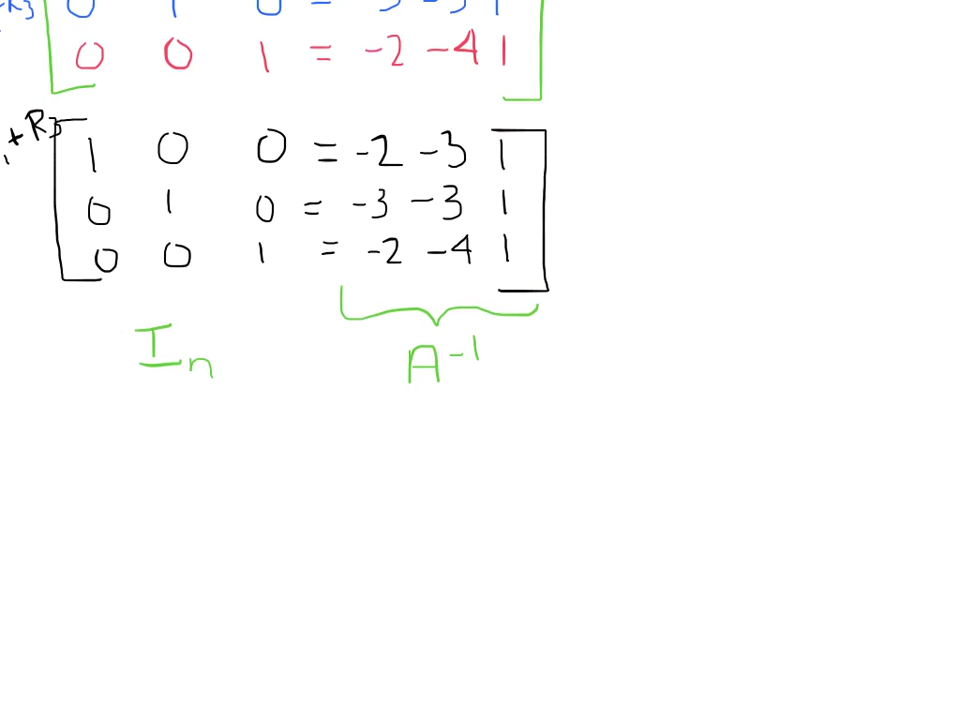 0 1 0 = -3 -3 1
0 0 1 = -2 -4 1
+R3
1 0 0 = -2 -3 1
0 1 0 = -3 -3 1
0 0 1 = -2 -4 1
In A-1